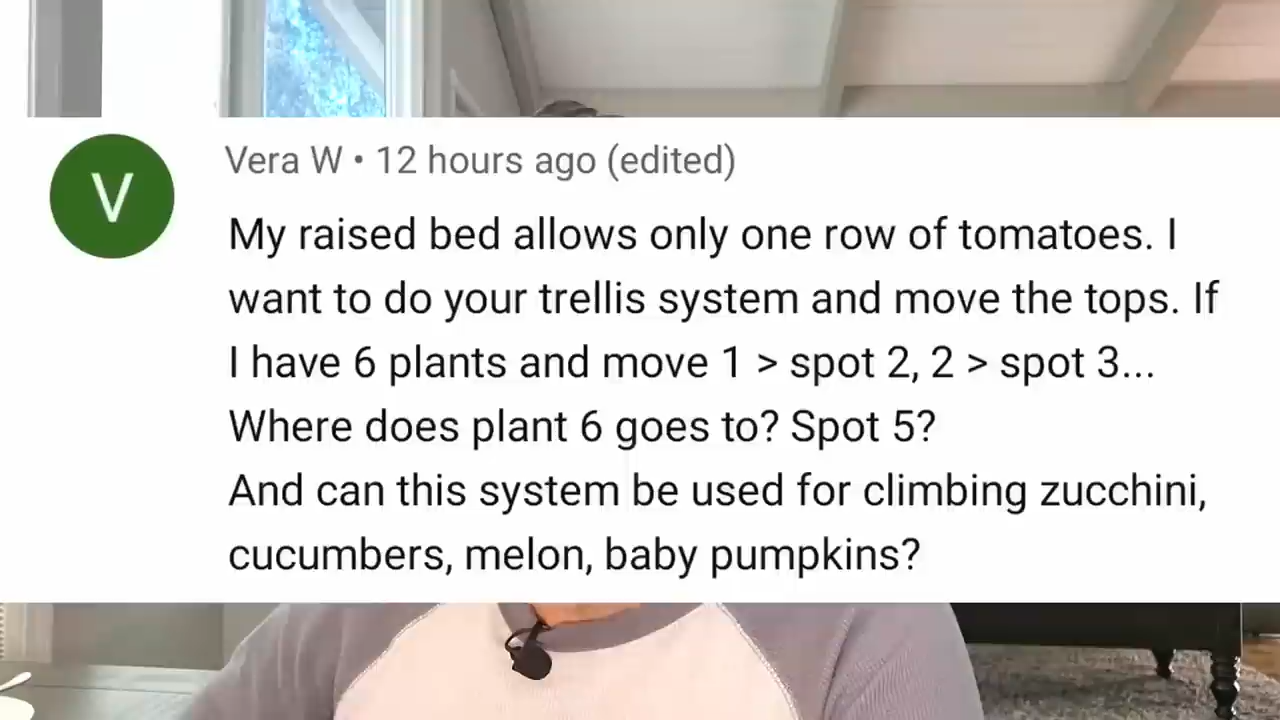 V
Vera W • 12 hours ago (edited)
My raised bed allows only one row of tomatoes. I
want to do your trellis system and move the tops. If
I have 6 plants and move 1 > spot 2, 2 > spot 3...
Where does plant 6 goes to? Spot 5?
And can this system be used for climbing zucchini,
cucumbers, melon, baby pumpkins?